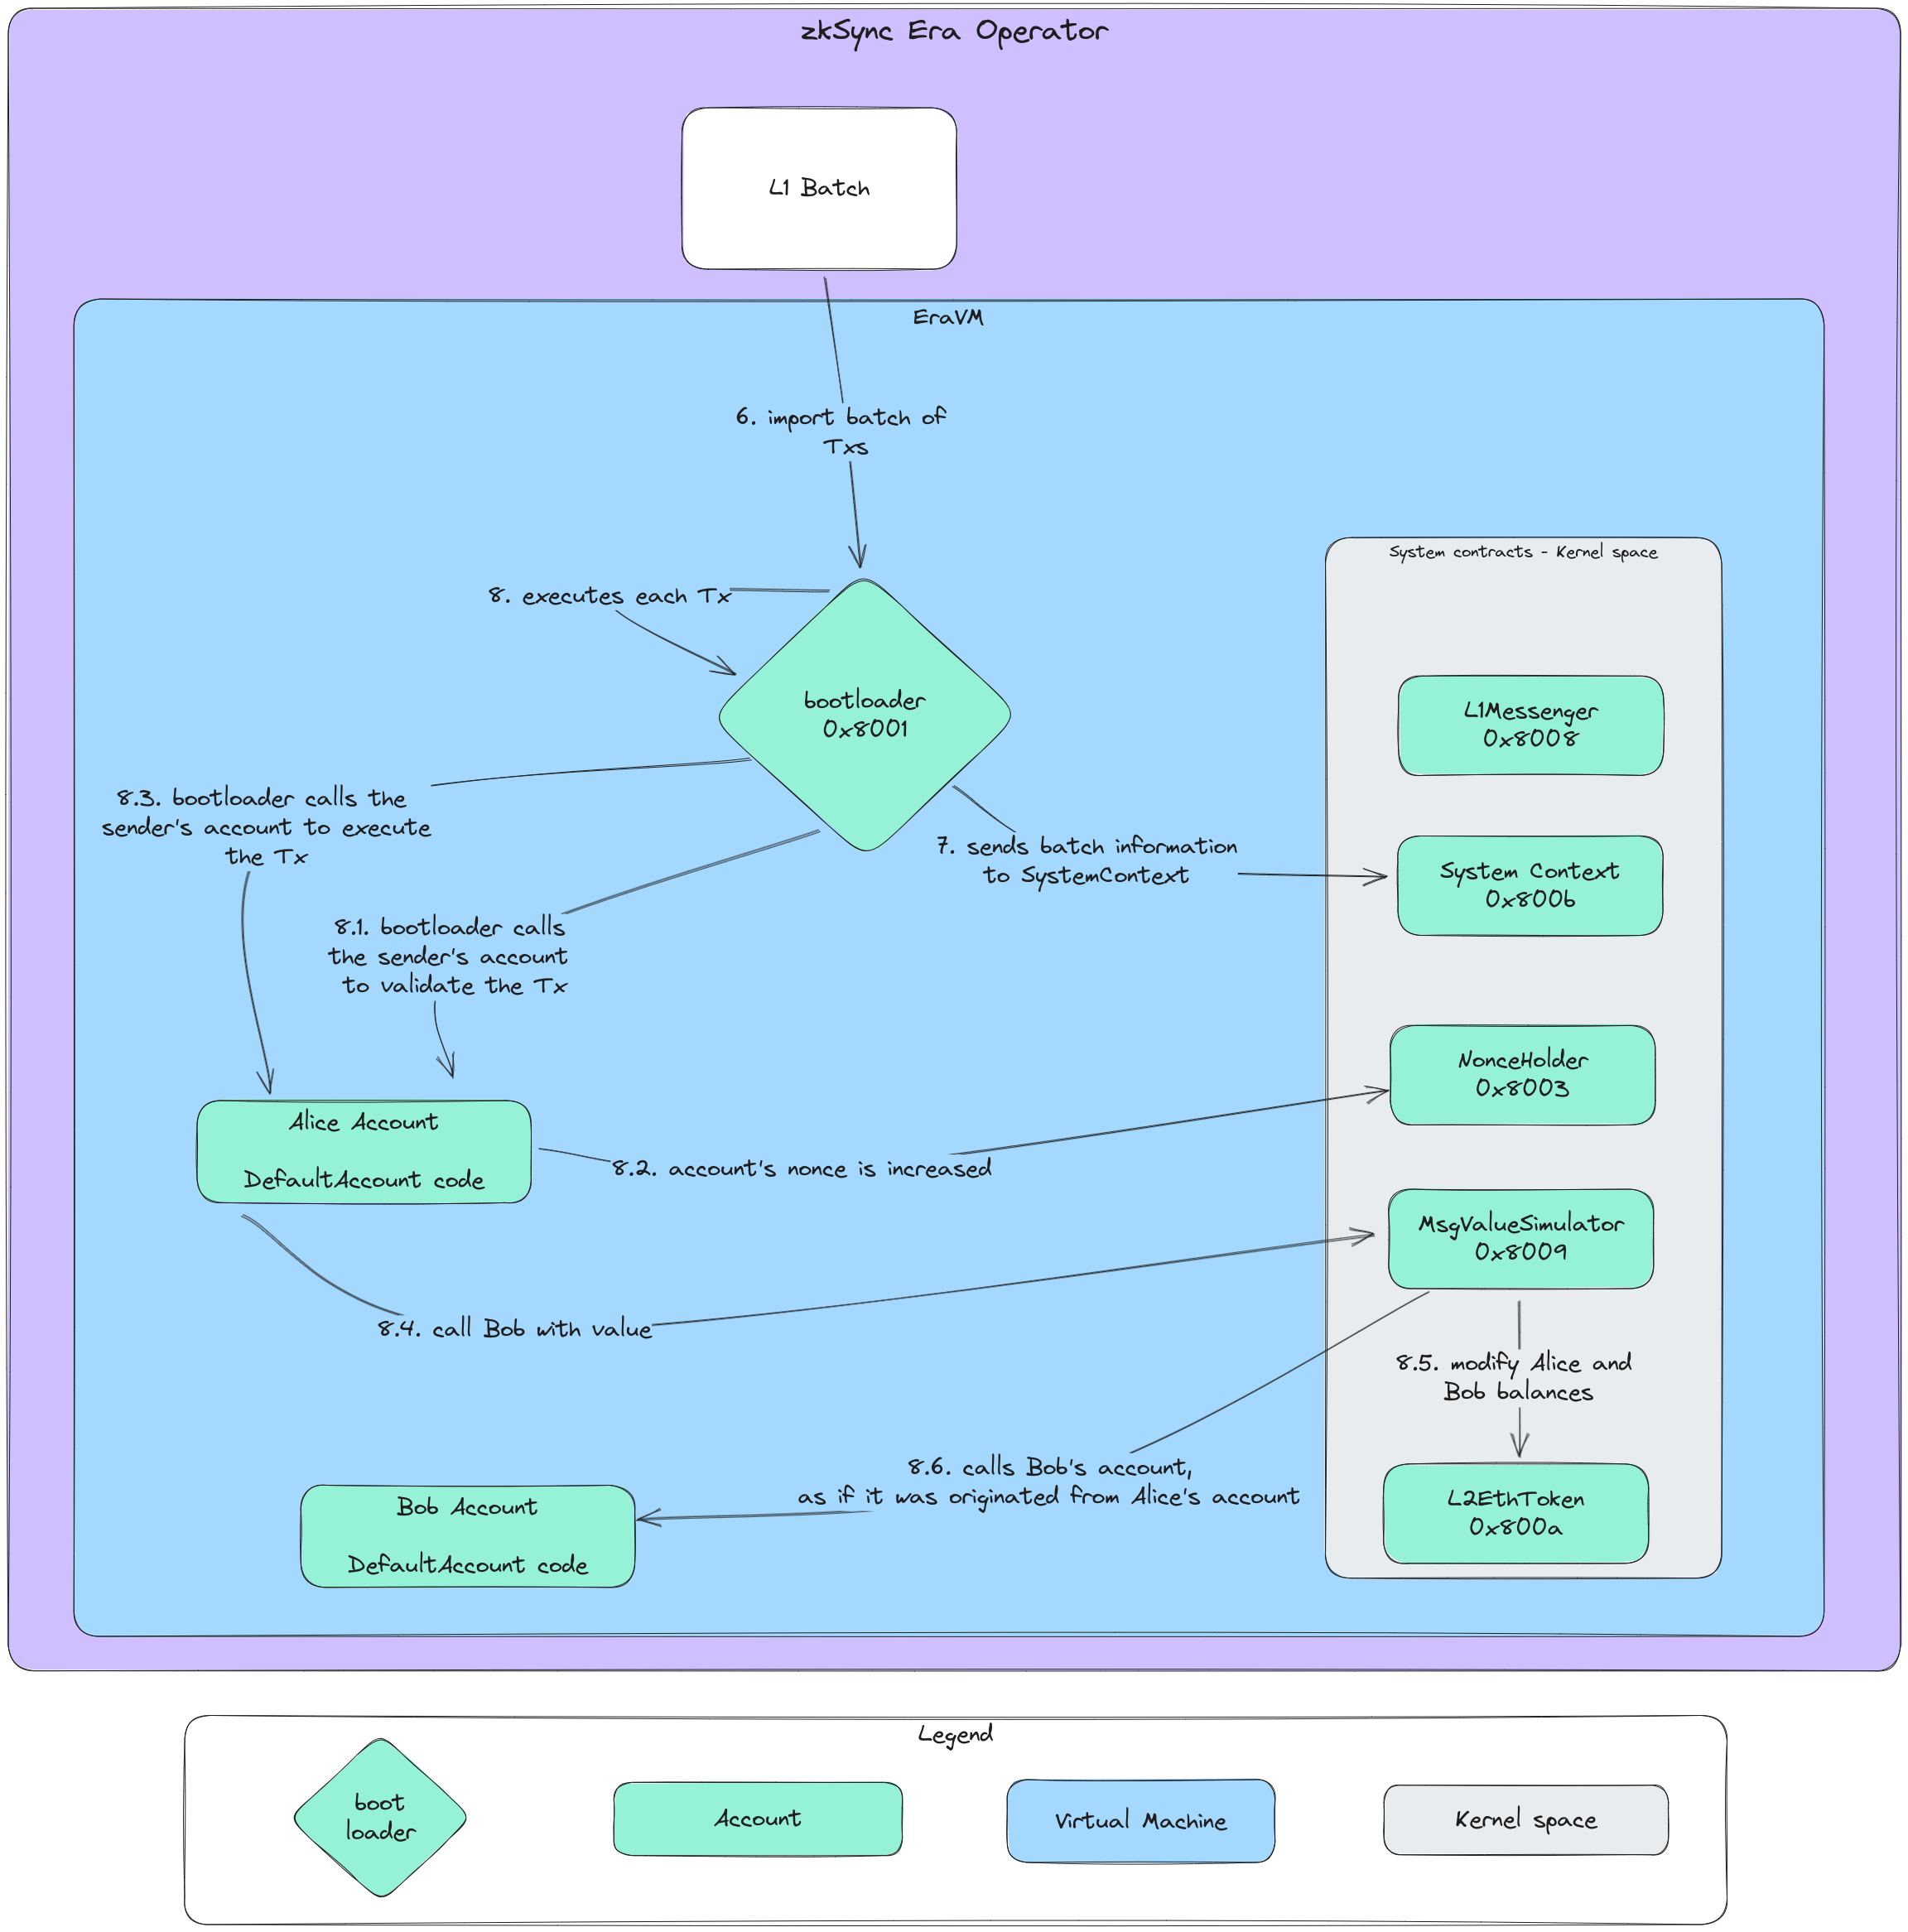 zkSync Era Operator
L1 Batch
EraVM
6. import batch of
Txs
System contracts - Kernel space
8. executes each Tx
bootloader
0x8001
L1Messenger
0x8008
8.3. bootloader calls the
sender's account to execute
the Tx
7. sends batch information
to SystemContext
System Context
0x800b
8.1. bootloader calls
the sender's account
to validate the Tx
NonceHolder
0x8003
Alice Account
DefaultAccount code
8.2. account's nonce is increased
MsgValueSimulator
0x8009
8.4. call Bob with value
8.5. modify Alice and
Bob balances
8.6. calls Bob's account,
as if it was originated from Alice's account
Bob Account
DefaultAccount code
L2EthToken
0x800a
Legend
boot
loader
Account
Virtual Machine
Kernel space